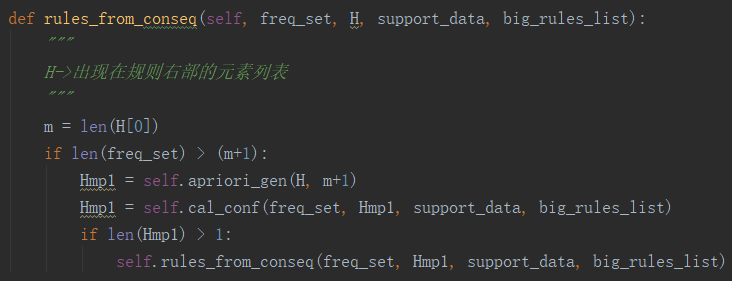 def rules_from_conseq(self, freq_set, H, support_data, big_rules_list):
    """
    H->出现在规则右部的元素列表
    """
    m = len(H[0])
    if len(freq_set) > (m+1):
        Hmp1 = self.apriori_gen(H, m+1)
        Hmp1 = self.cal_conf(freq_set, Hmp1, support_data, big_rules_list)
        if len(Hmp1) > 1:
            self.rules_from_conseq(freq_set, Hmp1, support_data, big_rules_list)